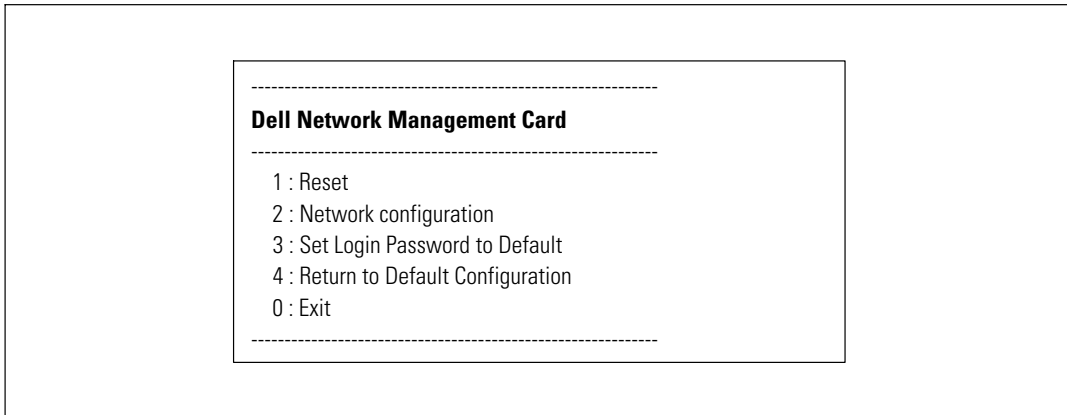 -------------------------------------------------------------
Dell Network Management Card
-------------------------------------------------------------
1 : Reset
2 : Network configuration
3 : Set Login Password to Default
4 : Return to Default Configuration
0 : Exit
-------------------------------------------------------------